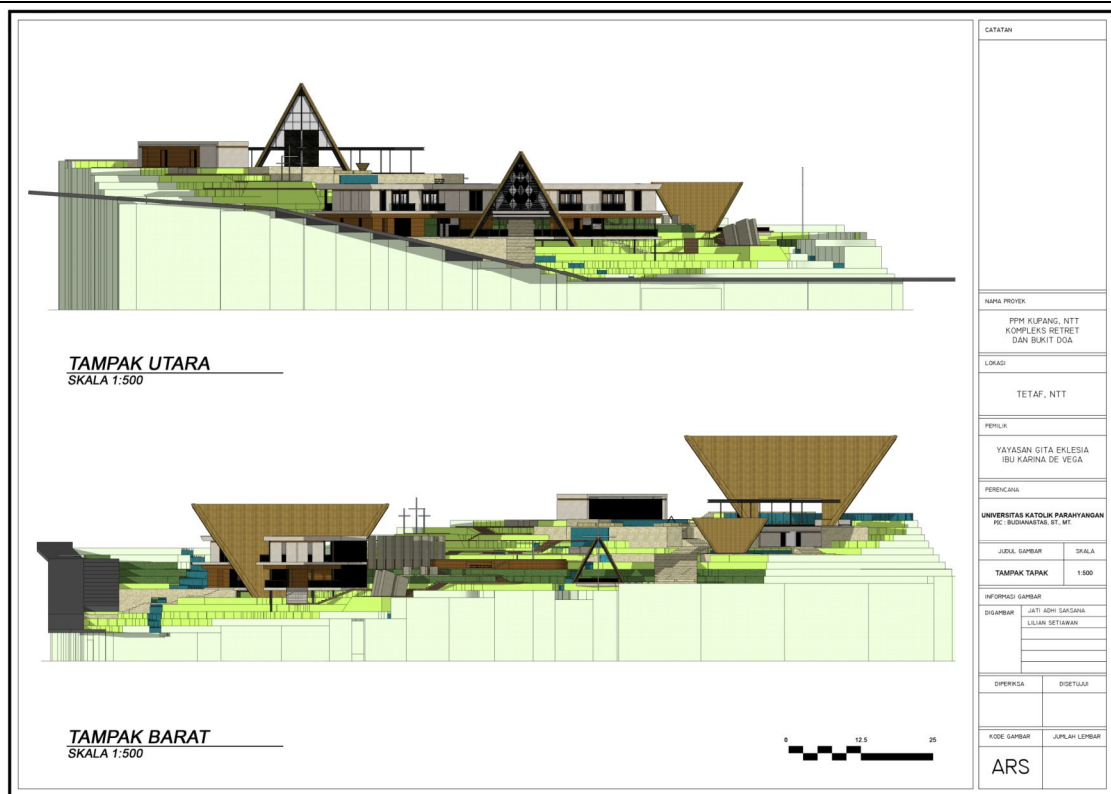 TAMPAK UTARA
SKALA 1:500
TAMPAK BARAT
SKALA 1:500
0 12.5 25
CATATAN
NAMA PROYEK
PPM KUPANG, NTT
KOMPLEKS RETRET
DAN BUKIT DOA
LOKASI
TETAF, NTT
PEMILIK
YAYASAN GITA EKLESIA
IBU KARINA DE VEGA
PERENCANA
UNIVERSITAS KATOLIK PARAHYANGAN
PIC : BUDIANASTAS, ST., MT.
JUDUL GAMBAR SKALA
TAMPAK TAPAK 1:500
INFORMASI GAMBAR
DIGAMBAR JATI ADHI SAKSANA
LILIAN SETIAWAN
DIPERIKSA DISETUJUI
KODE GAMBAR JUMLAH LEMBAR
ARS